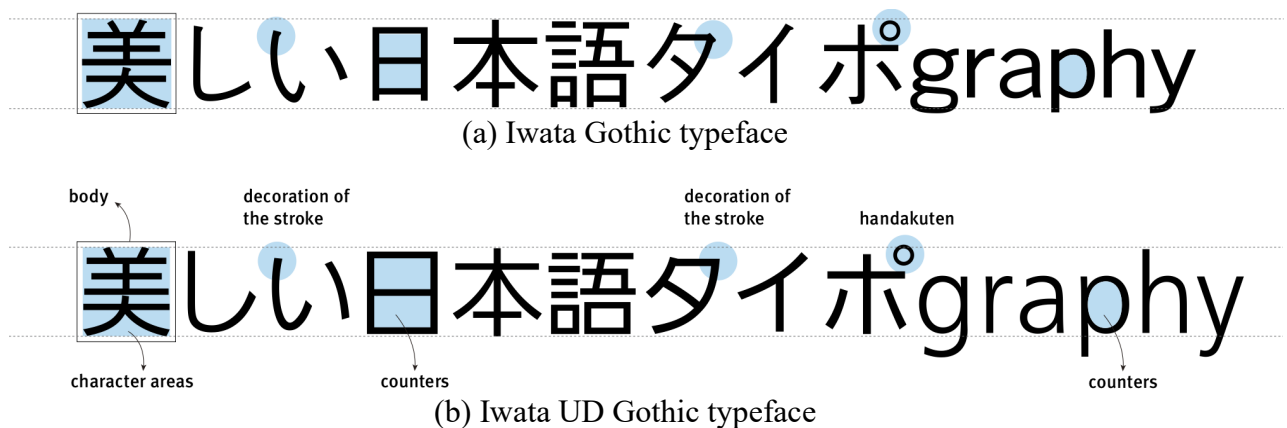 美しい日本語タイポgraphy
(a) Iwata Gothic typeface
body
decoration of
the stroke
decoration of
the stroke
handakuten
美しい日本語タイポgraphy
character areas
counters
counters
(b) Iwata UD Gothic typeface